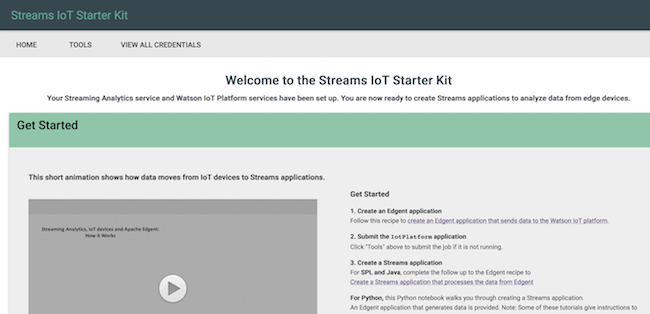 Streams IoT Starter Kit
HOME TOOLS VIEW ALL CREDENTIALS
Welcome to the Streams IoT Starter Kit
Your Streaming Analytics service and Watson IoT Platform services have been set up. You are now ready to create Streams applications to analyze data from edge devices.
Get Started
This short animation shows how data moves from IoT devices to Streams applications.
Streaming Analytics, IoT devices and Apache Edgent:
How it Works
Get Started
1. Create an Edgent application
Follow this recipe to create an Edgent application that sends data to the Watson IoT platform.
2. Submit the IotPlatform application
Click "Tools" above to submit the job if it is not running.
3. Create a Streams application
For SPL and Java, complete the follow up to the Edgent recipe to
Create a Streams application that processes the data from Edgent
For Python, this Python notebook walks you through creating a Streams application.
An Edgent application that generates data is provided. Note: Some of these tutorials give instructions to